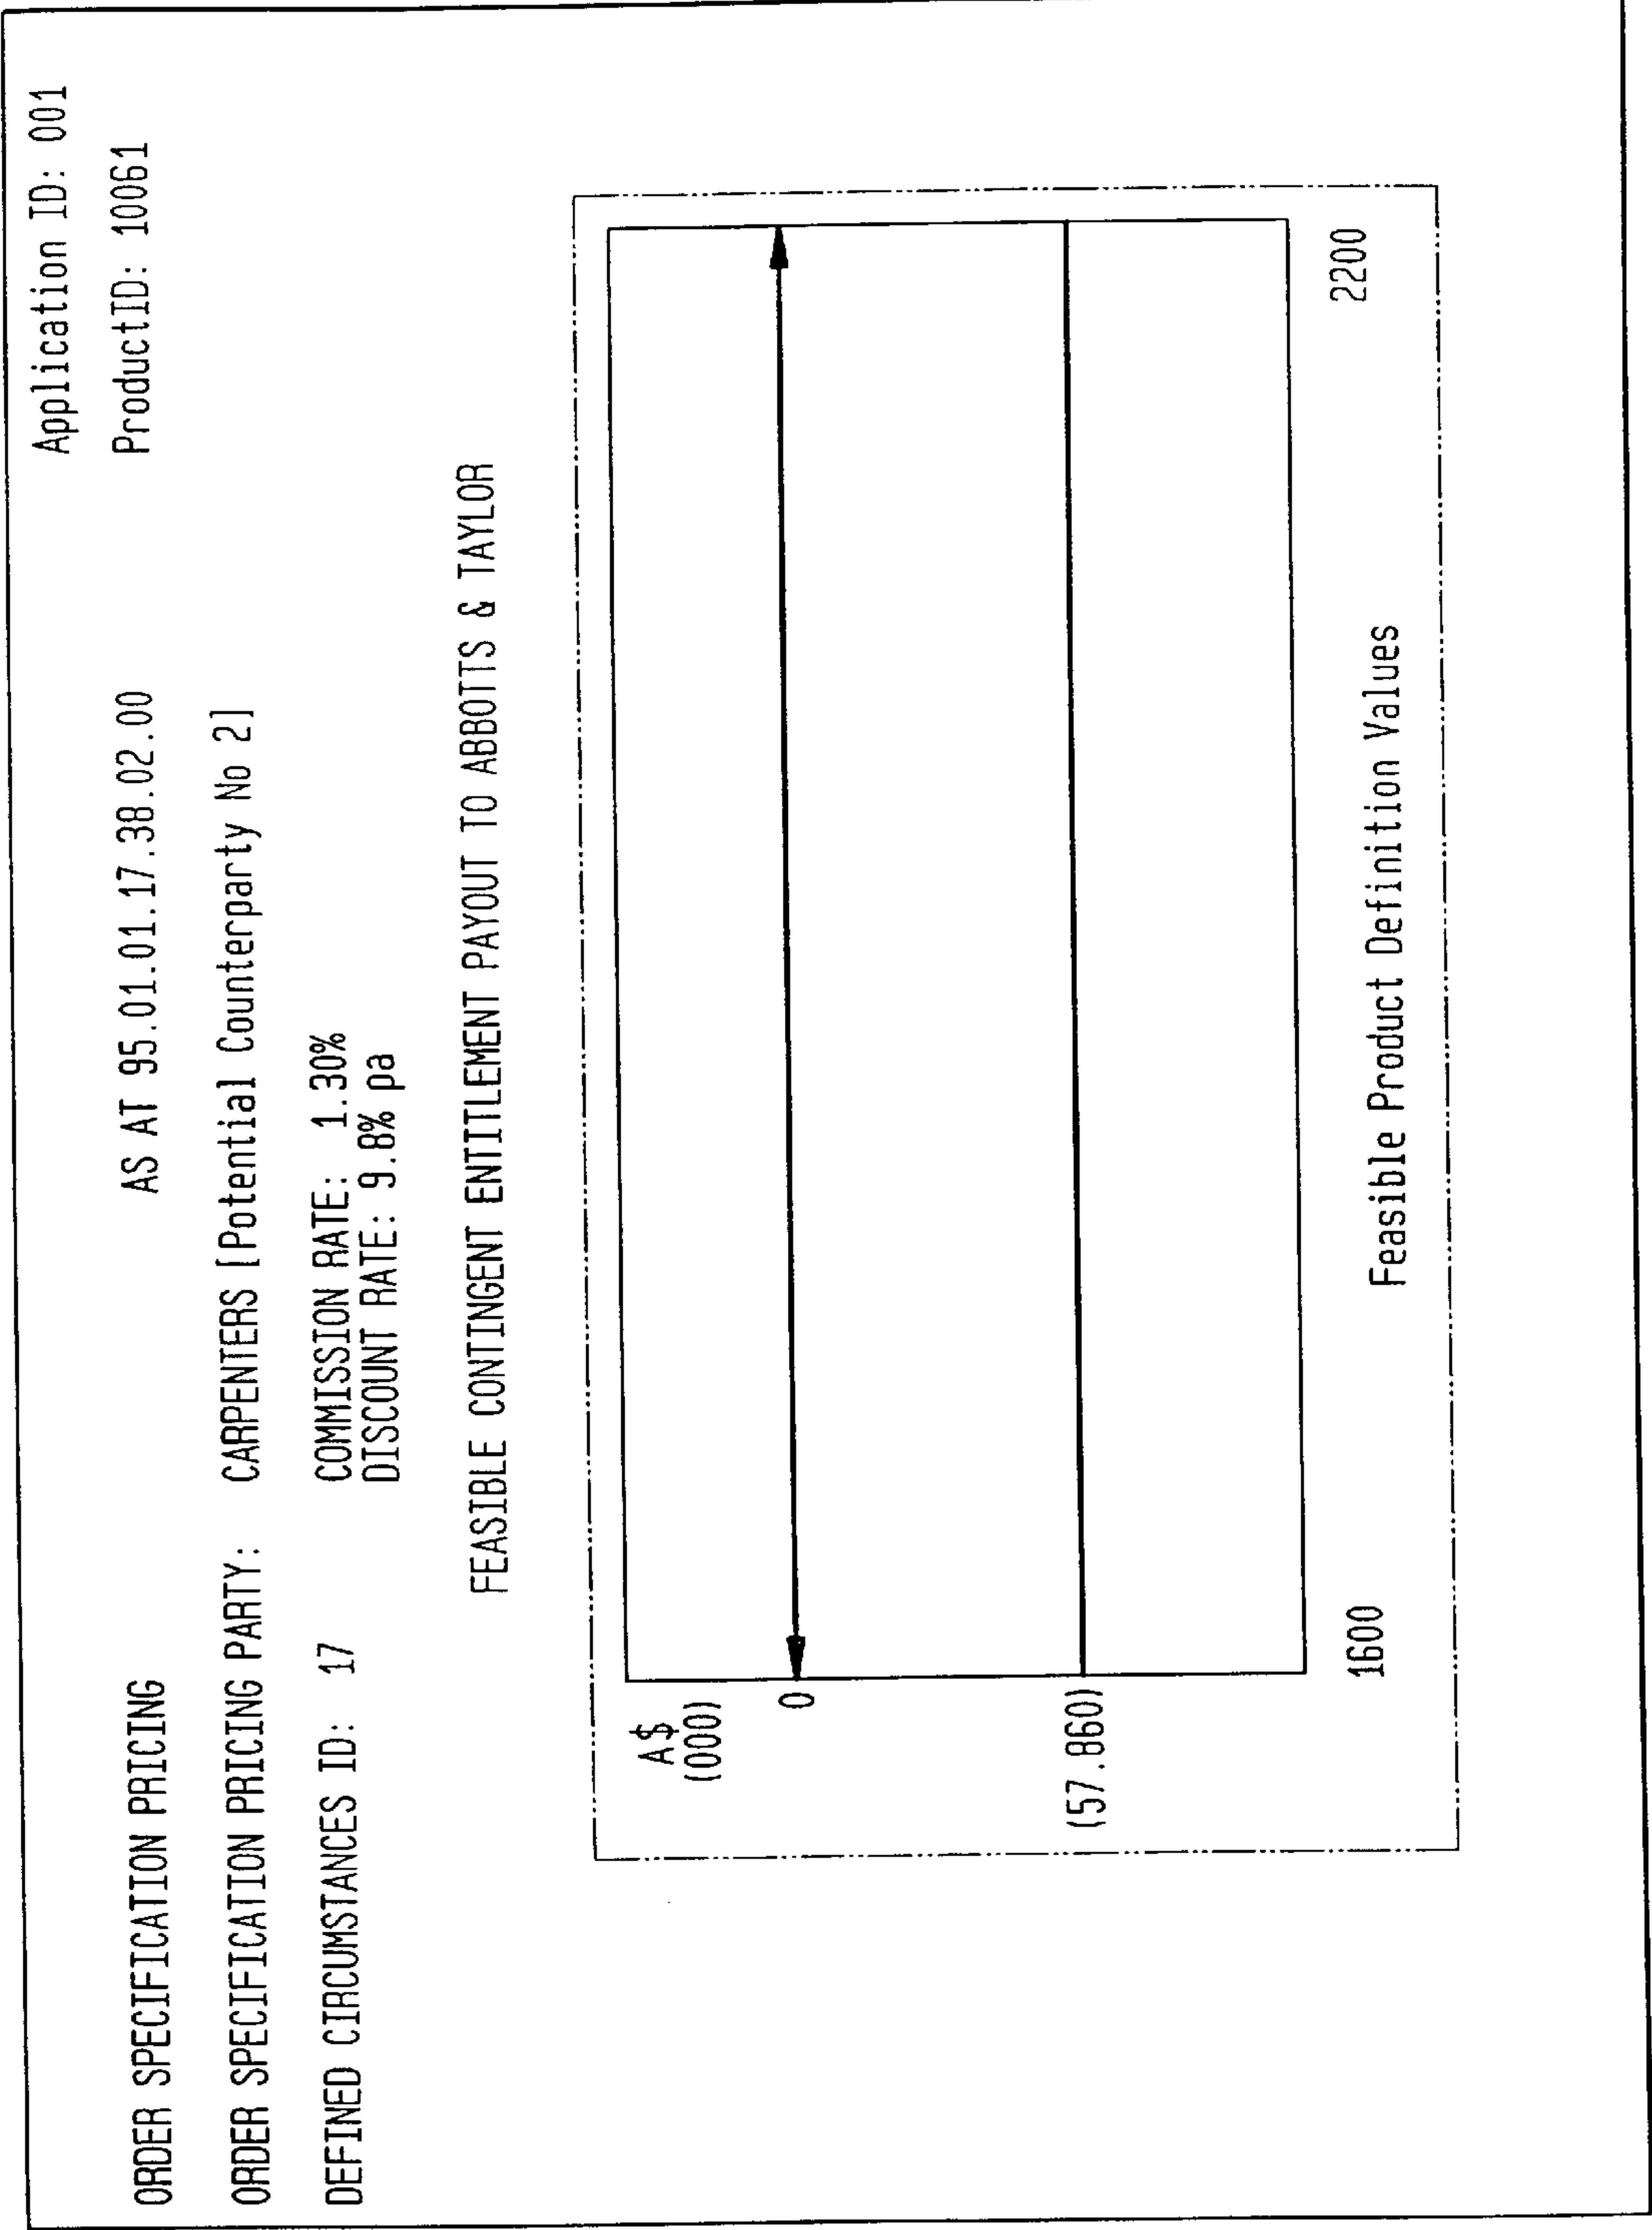 Application ID: 001
ORDER SPECIFICATION PRICING AS AT 95.01.01.17.38.02.00 ProductID: 10061
ORDER SPECIFICATION PRICING PARTY: CARPENTERS [Potential Counterparty No 2]
DEFINED CIRCUMSTANCES ID: 17 COMMISSION RATE: 1.30%
DISCOUNT RATE: 9.8% pa
FEASIBLE CONTINGENT ENTITLEMENT PAYOUT TO ABBOTTS & TAYLOR
A$
(000)
0
(57.860)
1600 2200
Feasible Product Definition Values